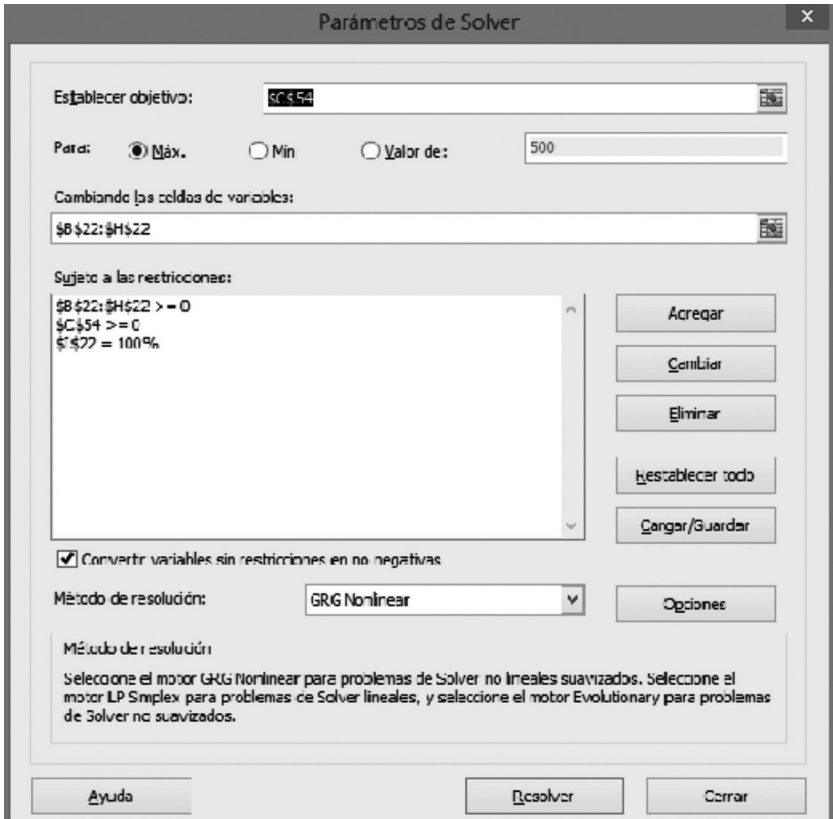 Parámetros de Solver
x
Establecer objetivo: $C$54
Para: Máx. Min Valor de: 500
Cambiando las celdas de variables:
$B$22:$H$22
Sujeto a las restricciones:
$B$22:$H$22 >= 0
$C$54 >= 0
$I$22 = 100%
Agregar
Cambiar
Eliminar
Restablecer todo
Cargar/Guardar
Convertir variables sin restricciones en no negativas
Método de resolución: GRG Nonlinear
Opciones
Método de resolución
Seleccione el motor GRG Nonlinear para problemas de Solver no lineales suavizados. Seleccione el
motor LP Simplex para problemas de Solver lineales, y seleccione el motor Evolutionary para problemas
de Solver no suavizados.
Ayuda
Resolver
Cerrar